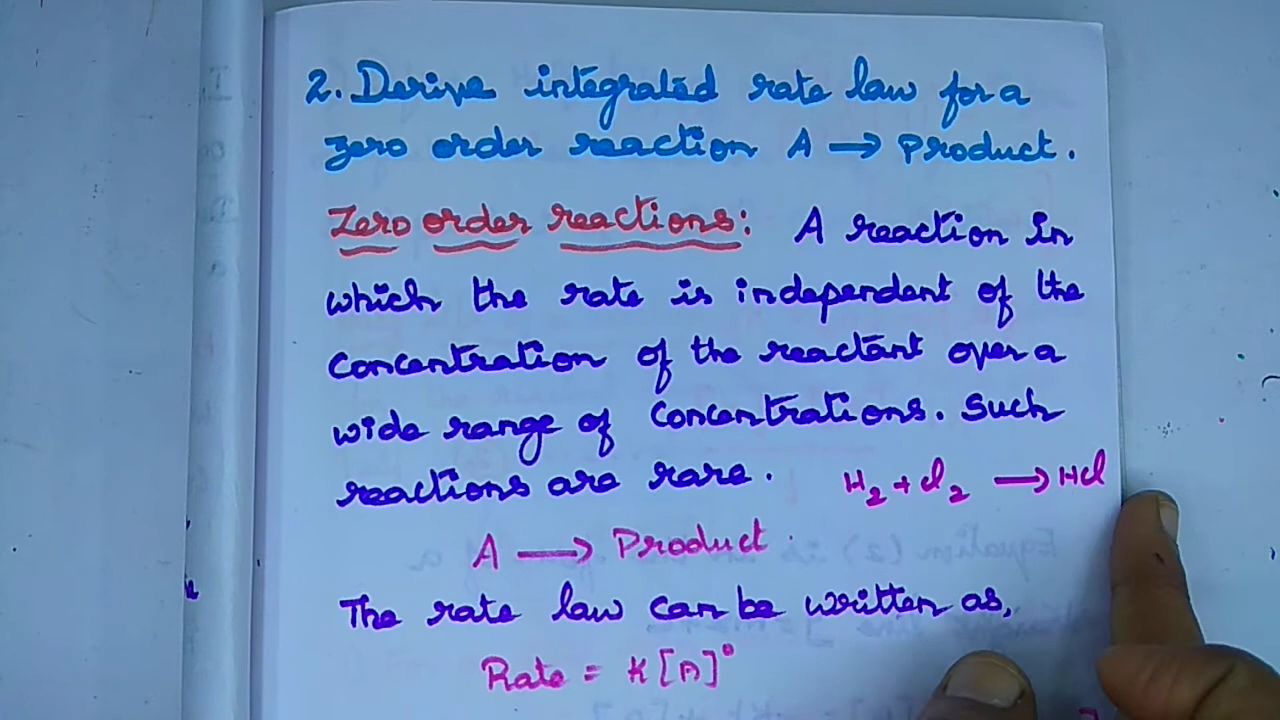 2. Derive integrated rate law for a
zero order reaction A → Product.
Zero order reactions: A reaction in
which the rate is independent of the
concentration of the reactant over a
wide range of concentrations. Such
reactions are rare. H₂ + Cl₂ → HCl
A → Product.
The rate law can be written as,
Rate = K[A]⁰